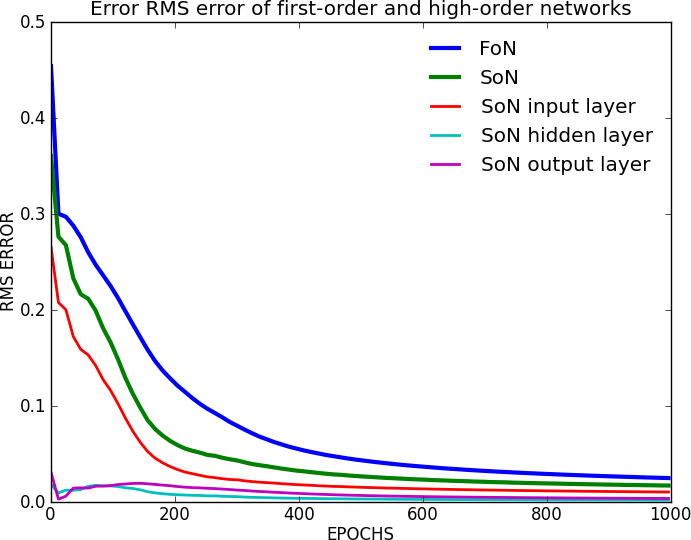 Error RMS error of first-order and high-order networks
FoN
SoN
SoN input layer
SoN hidden layer
SoN output layer
RMS ERROR
0.5
0.4
0.3
0.2
0.1
0.0
0 200 400 600 800 1000
EPOCHS